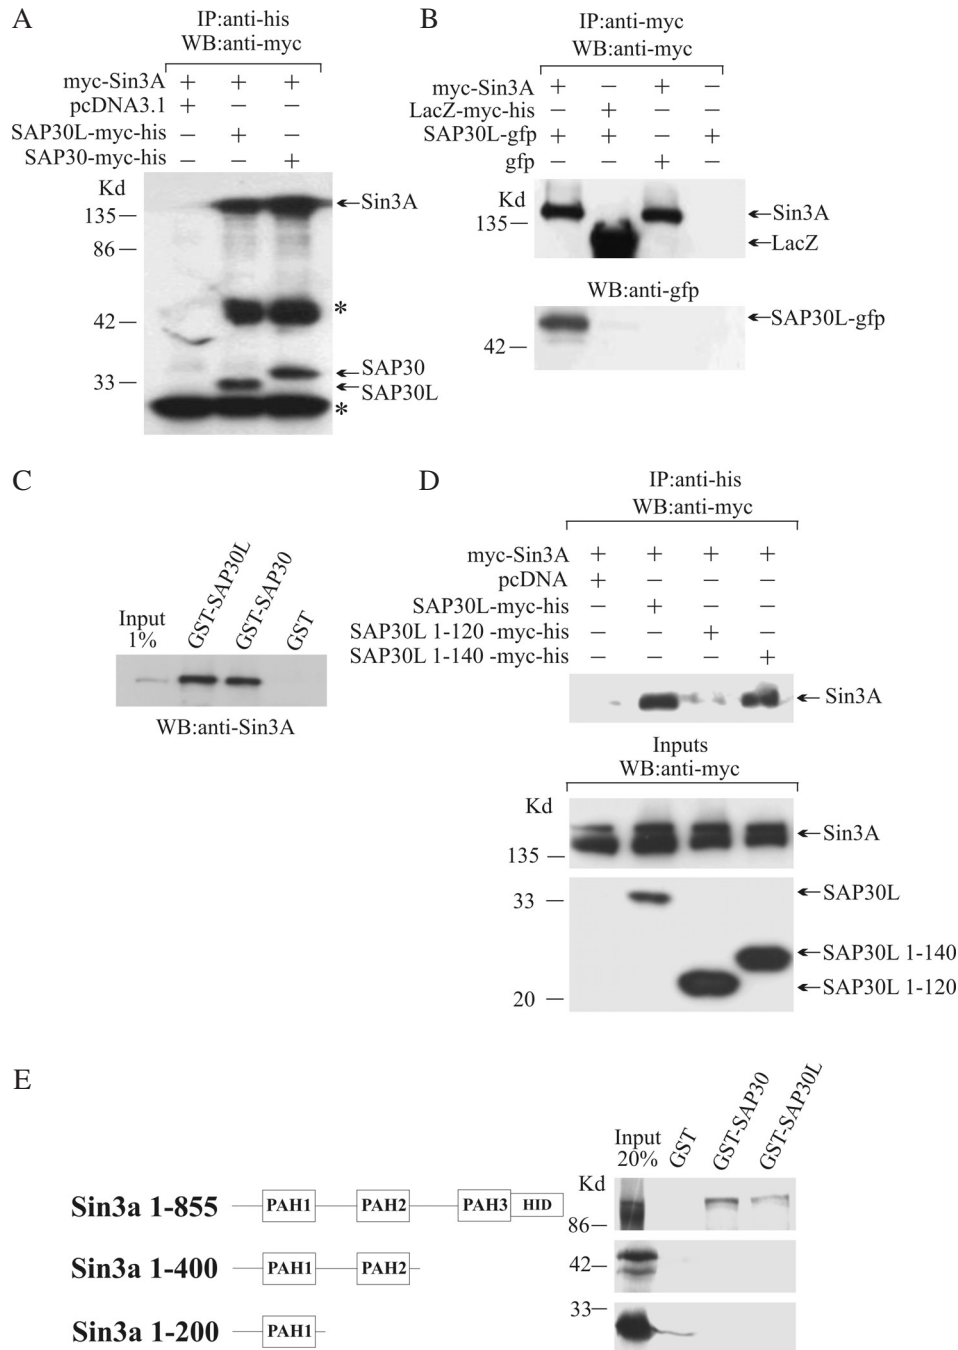 A
IP:anti-his
WB:anti-myc
myc-Sin3A + + +
pcDNA3.1 + – –
SAP30L-myc-his – + –
SAP30-myc-his – – +
Kd
135
86
42
33
Sin3A
*
SAP30
SAP30L
*
B
IP:anti-myc
WB:anti-myc
myc-Sin3A + – + –
LacZ-myc-his – + – –
SAP30L-gfp + + – +
gfp – – + –
Kd
135
Sin3A
LacZ
WB:anti-gfp
42
SAP30L-gfp
C
Input
1%
GST-SAP30L
GST-SAP30
GST
WB:anti-Sin3A
D
IP:anti-his
WB:anti-myc
myc-Sin3A + + + +
pcDNA + – – –
SAP30L-myc-his – + – –
SAP30L 1-120 -myc-his – – + –
SAP30L 1-140 -myc-his – – – +
Sin3A
Inputs
WB:anti-myc
Kd
135
Sin3A
33
20
SAP30L
SAP30L 1-140
SAP30L 1-120
E
Sin3a 1-855 PAH1 PAH2 PAH3 HID
Sin3a 1-400 PAH1 PAH2
Sin3a 1-200 PAH1
Input
20%
GST
GST-SAP30
GST-SAP30L
Kd
86
42
33